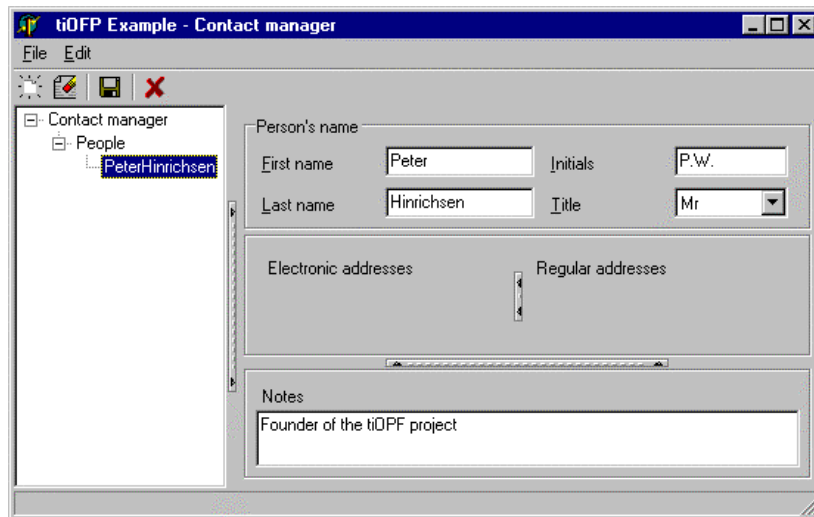 tiOFP Example - Contact manager
File Edit
Contact manager
People
PeterHinrichsen
Person's name
First name Peter Initials P.W.
Last name Hinrichsen Title Mr
Electronic addresses Regular addresses
Notes
Founder of the tiOPF project